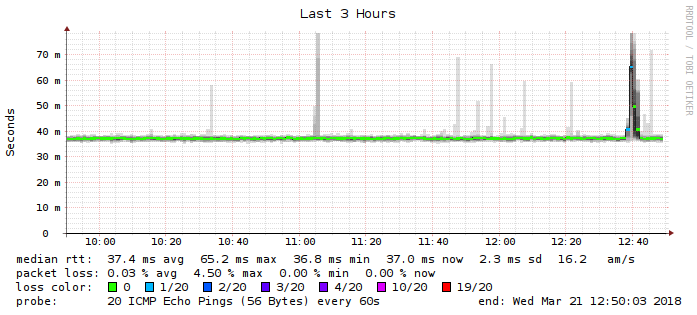 Last 3 Hours
RRDTOOL / TOBI OETIKER
Seconds
70 m
60 m
50 m
40 m
30 m
20 m
10 m
0
10:00 10:20 10:40 11:00 11:20 11:40 12:00 12:20 12:40
median rtt: 37.4 ms avg 65.2 ms max 36.8 ms min 37.0 ms now 2.3 ms sd 16.2 am/s
packet loss: 0.03 % avg 4.50 % max 0.00 % min 0.00 % now
loss color: 0 1/20 2/20 3/20 4/20 10/20 19/20
probe: 20 ICMP Echo Pings (56 Bytes) every 60s end: Wed Mar 21 12:50:03 2018